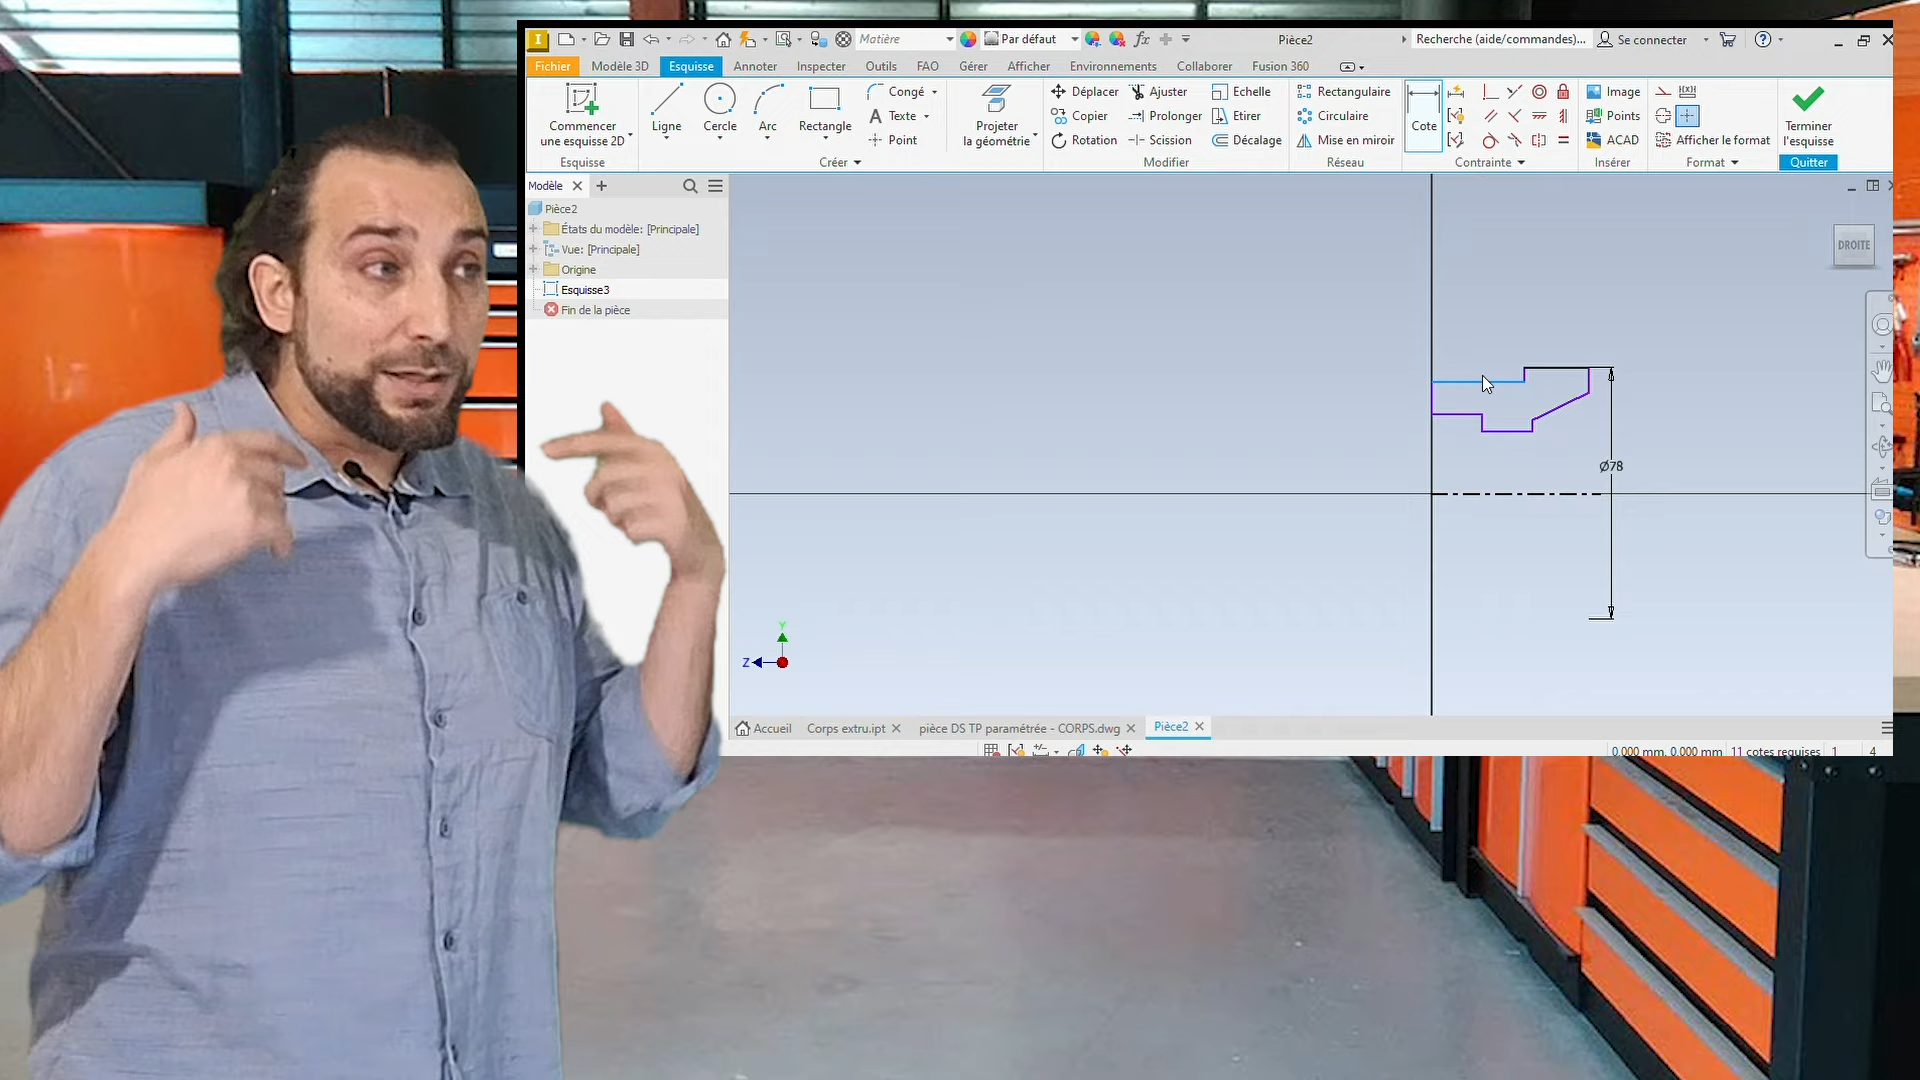 Matière
Par défaut
fx
Pièce2
Recherche (aide/commandes)...
Se connecter
Fichier
Modèle 3D
Esquisse
Annoter
Inspecter
Outils
FAO
Gérer
Afficher
Environnements
Collaborer
Fusion 360
Commencer
une esquisse 2D
Esquisse
Ligne
Cercle
Arc
Rectangle
Congé
Texte
Point
Créer
Projeter
la géométrie
Déplacer
Copier
Rotation
Ajuster
Prolonger
Scission
Echelle
Etirer
Décalage
Modifier
Rectangulaire
Circulaire
Mise en miroir
Réseau
Cote
Contrainte
Image
Points
ACAD
Insérer
Afficher le format
Format
Terminer
l'esquisse
Quitter
Modèle
Pièce2
États du modèle: [Principale]
Vue: [Principale]
Origine
Esquisse3
Fin de la pièce
DROITE
Ø78
Y
Z
Accueil
Corps extru.ipt
pièce DS TP paramétrée - CORPS.dwg
Pièce2
0.000 mm, 0.000 mm
11 cotes requises
1
4